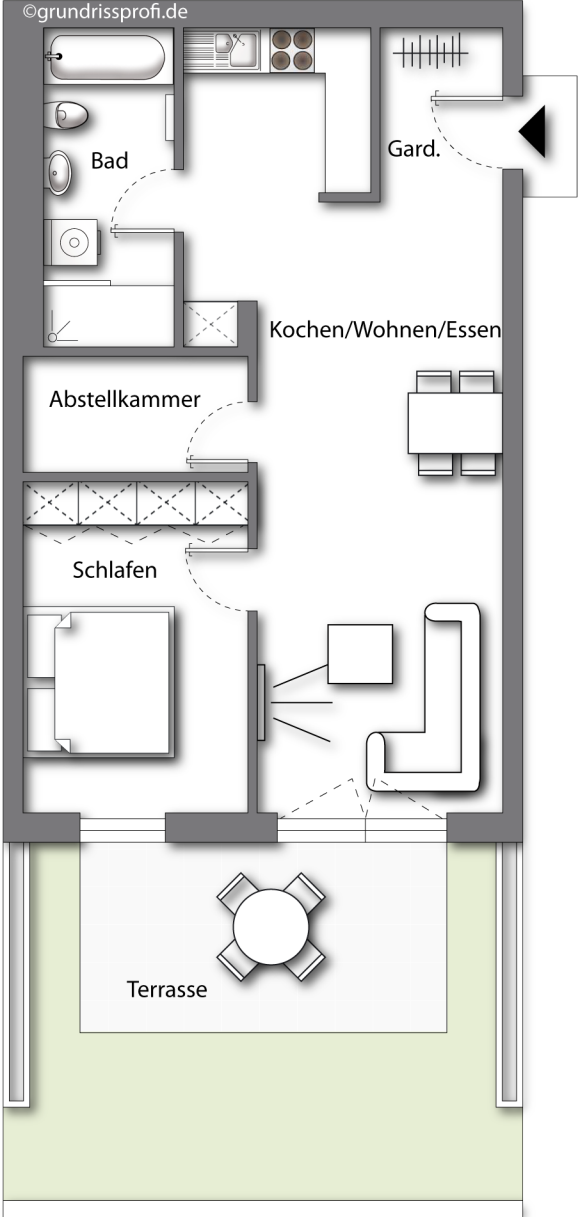 ©grundrissprofi.de
Gard.
Bad
Kochen/Wohnen/Essen
Abstellkammer
Schlafen
Terrasse